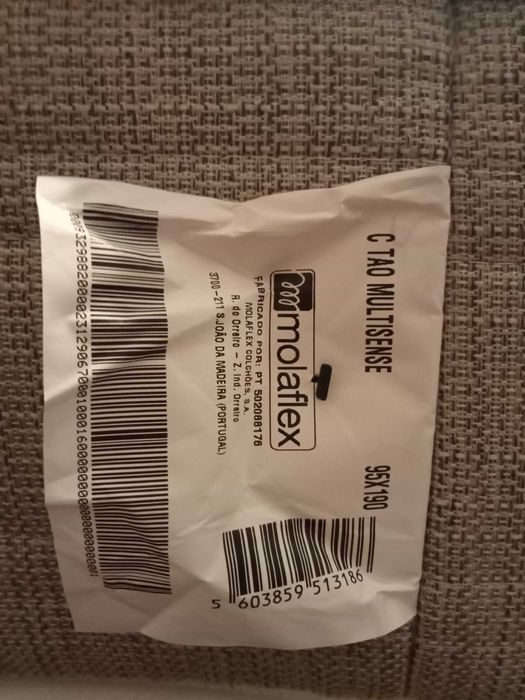 C TAO MULTISENSE 95X190
molaflex
FABRICADO POR: PT 502088176
MOLAFLEX COLCHÕES, S.A.
R. do Orreiro - Z. Ind. Orreiro
3700-211 S.JOÃO DA MADEIRA (PORTUGAL)
5 603859 513186